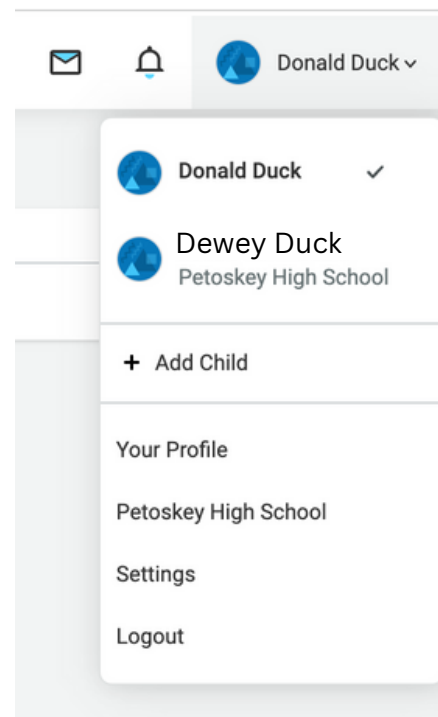 Donald Duck
Donald Duck
Dewey Duck
Petoskey High School
+ Add Child
Your Profile
Petoskey High School
Settings
Logout